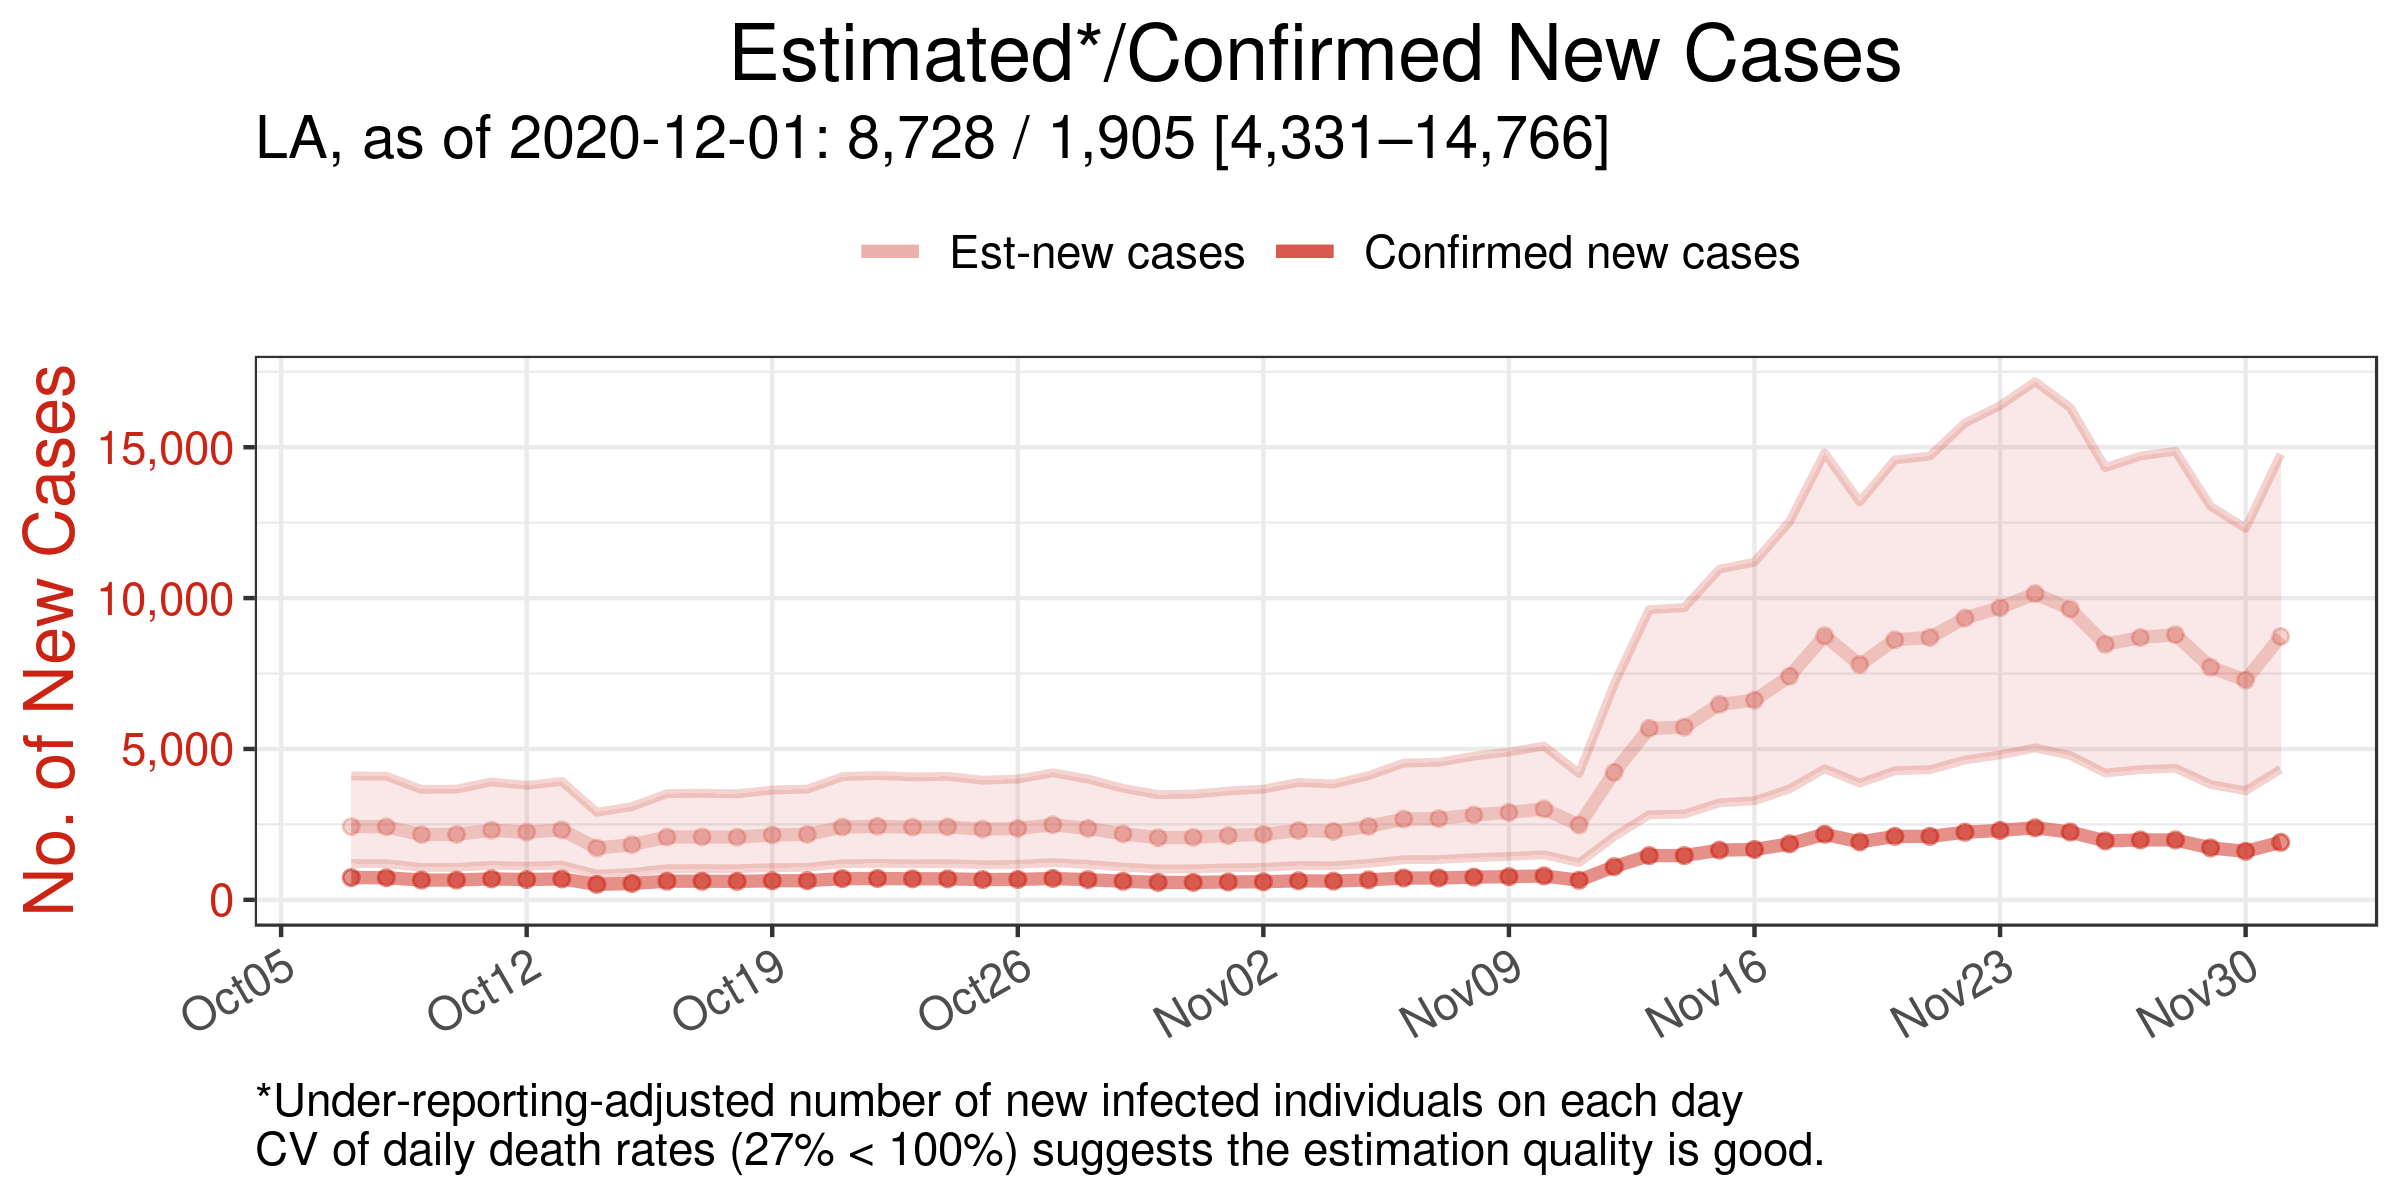 Estimated*/Confirmed New Cases
LA, as of 2020-12-01: 8,728 / 1,905 [4,331–14,766]
Est-new cases
Confirmed new cases
No. of New Cases
15,000
10,000
5,000
0
Oct05
Oct12
Oct19
Oct26
Nov02
Nov09
Nov16
Nov23
Nov30
*Under-reporting-adjusted number of new infected individuals on each day
CV of daily death rates (27% < 100%) suggests the estimation quality is good.